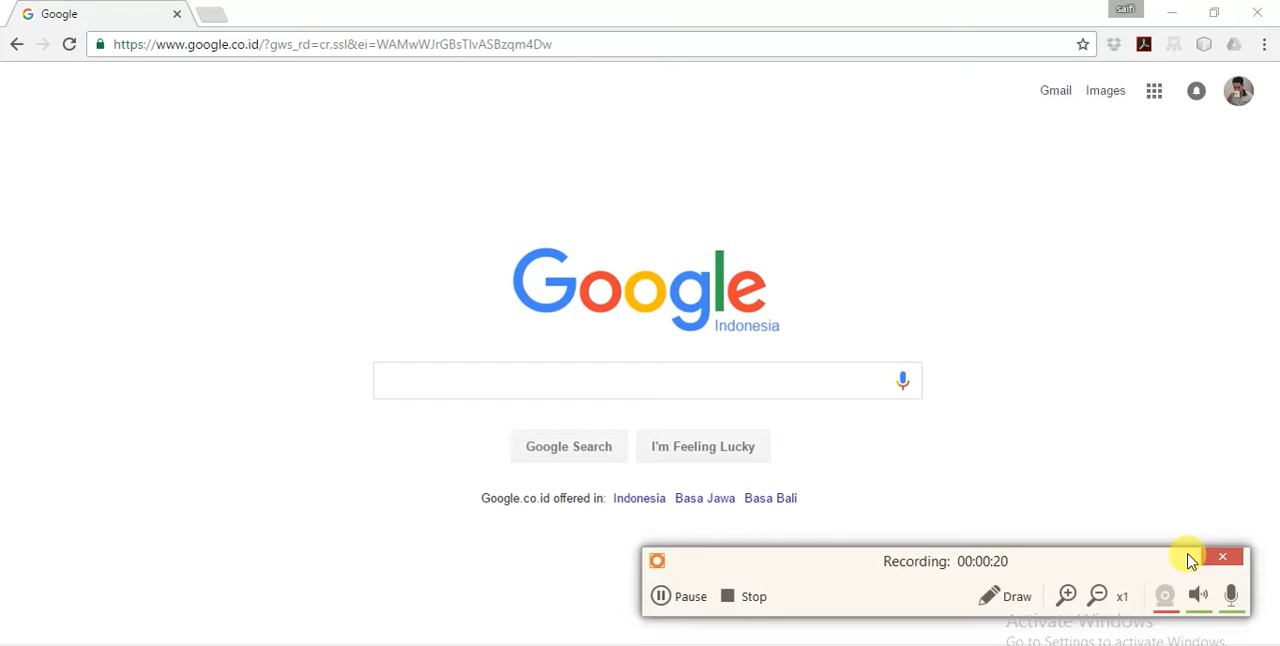 Google
saifi
https://www.google.co.id/?gws_rd=cr,ssl&ei=WAMwWJrGBsTlvASBzqm4Dw
Gmail Images
Google
Indonesia
Google Search I'm Feeling Lucky
Google.co.id offered in: Indonesia Basa Jawa Basa Bali
Recording: 00:00:20
Pause Stop Draw x1
Activate Windows
Go to Settings to activate Windows.